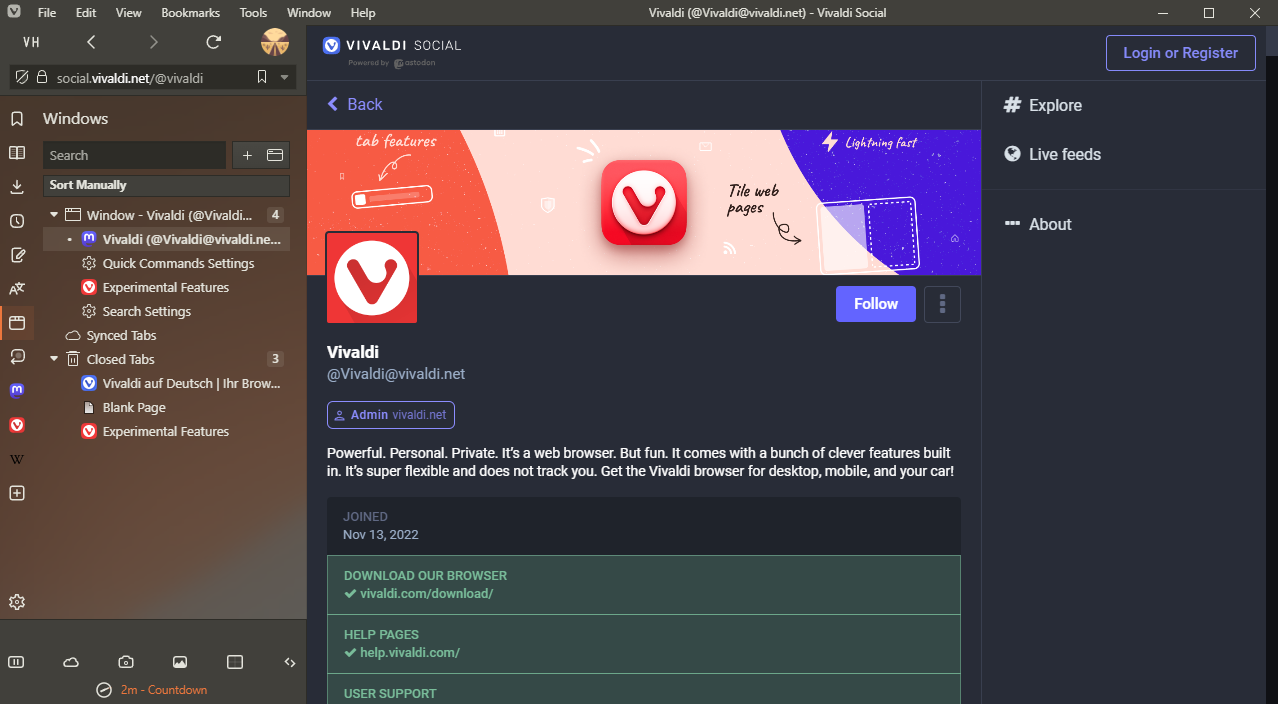 File Edit View Bookmarks Tools Window Help
Vivaldi (@Vivaldi@vivaldi.net) - Vivaldi Social
VH
social.vivaldi.net/@vivaldi
Windows
Search
Sort Manually
Window - Vivaldi (@Vivaldi... 4
Vivaldi (@Vivaldi@vivaldi.ne...
Quick Commands Settings
Experimental Features
Search Settings
Synced Tabs
Closed Tabs 3
Vivaldi auf Deutsch | Ihr Brow...
Blank Page
Experimental Features
W
2m - Countdown
VIVALDI SOCIAL
Powered by mastodon
Login or Register
Back
tab features
Tile web
pages
Lightning fast
Follow
Vivaldi
@Vivaldi@vivaldi.net
Admin vivaldi.net
Powerful. Personal. Private. It's a web browser. But fun. It comes with a bunch of clever features built
in. It's super flexible and does not track you. Get the Vivaldi browser for desktop, mobile, and your car!
JOINED
Nov 13, 2022
DOWNLOAD OUR BROWSER
vivaldi.com/download/
HELP PAGES
help.vivaldi.com/
USER SUPPORT
Explore
Live feeds
About